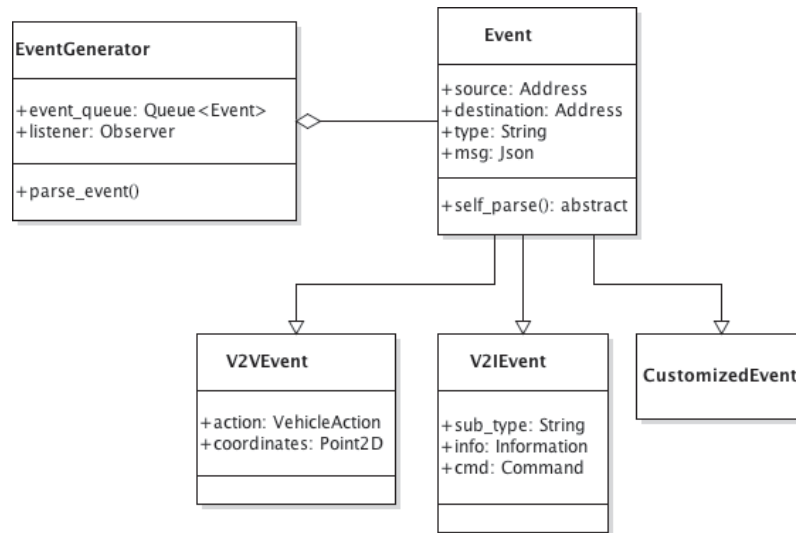 EventGenerator
+event_queue: Queue<Event>
+listener: Observer
+parse_event()
Event
+source: Address
+destination: Address
+type: String
+msg: Json
+self_parse(): abstract
V2VEvent
+action: VehicleAction
+coordinates: Point2D
V2IEvent
+sub_type: String
+info: Information
+cmd: Command
CustomizedEvent